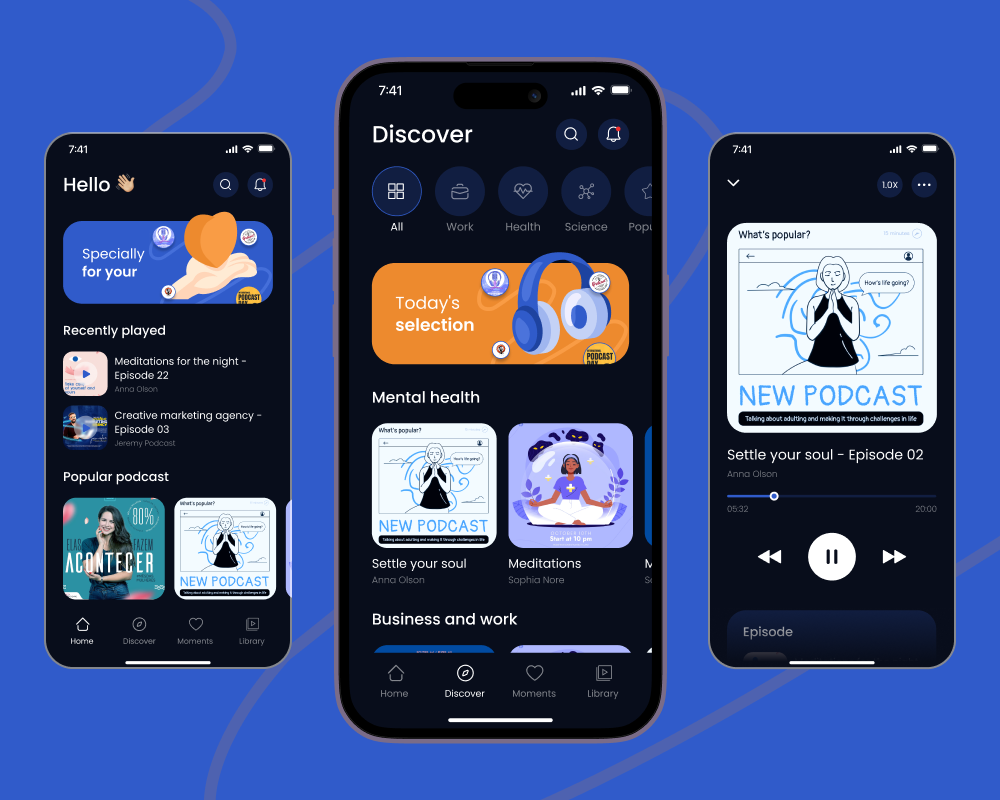 7:41
Hello 👋🏼
Specially
for your
PODCAST
DAY
Recently played
Meditations for the night -
Episode 22
Anna Olson
Creative marketing agency -
Episode 03
Jeremy Podcast
Popular podcast
80%
ELAS FAZEM
ACONTECER
What's popular?
How's life going?
NEW PODCAST
Talking about adulting and making it through challenges in life
Home
Discover
Moments
Library
7:41
Discover
All
Work
Health
Science
Popu
Today's
selection
PODCAST
DAY
Mental health
What's popular?
How's life going?
NEW PODCAST
Talking about adulting and making it through challenges in life
Start at 10 pm
Settle your soul
Anna Olson
Meditations
Sophia Nore
M
Business and work
Home
Discover
Moments
Library
7:41
1.0X
What's popular?
10 minutes
How's life going?
NEW PODCAST
Talking about adulting and making it through challenges in life
Settle your soul - Episode 02
Anna Olson
05:32
20:00
Episode